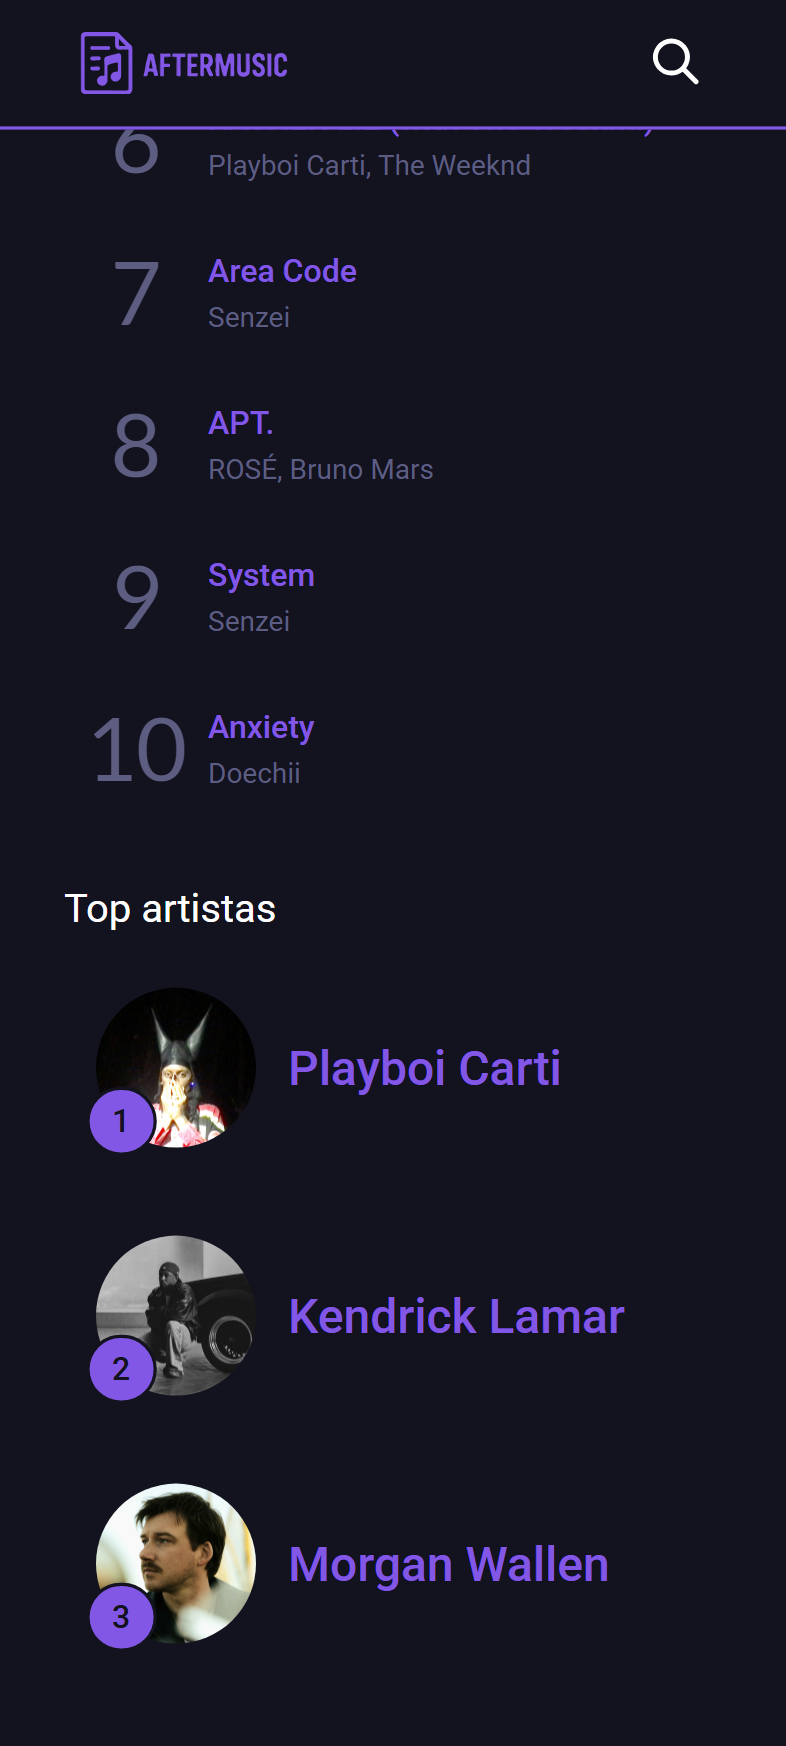 AFTERMUSIC
6
Playboi Carti, The Weeknd
7
Area Code
Senzei
8
APT.
ROSÉ, Bruno Mars
9
System
Senzei
10
Anxiety
Doechii
Top artistas
1
Playboi Carti
2
Kendrick Lamar
3
Morgan Wallen